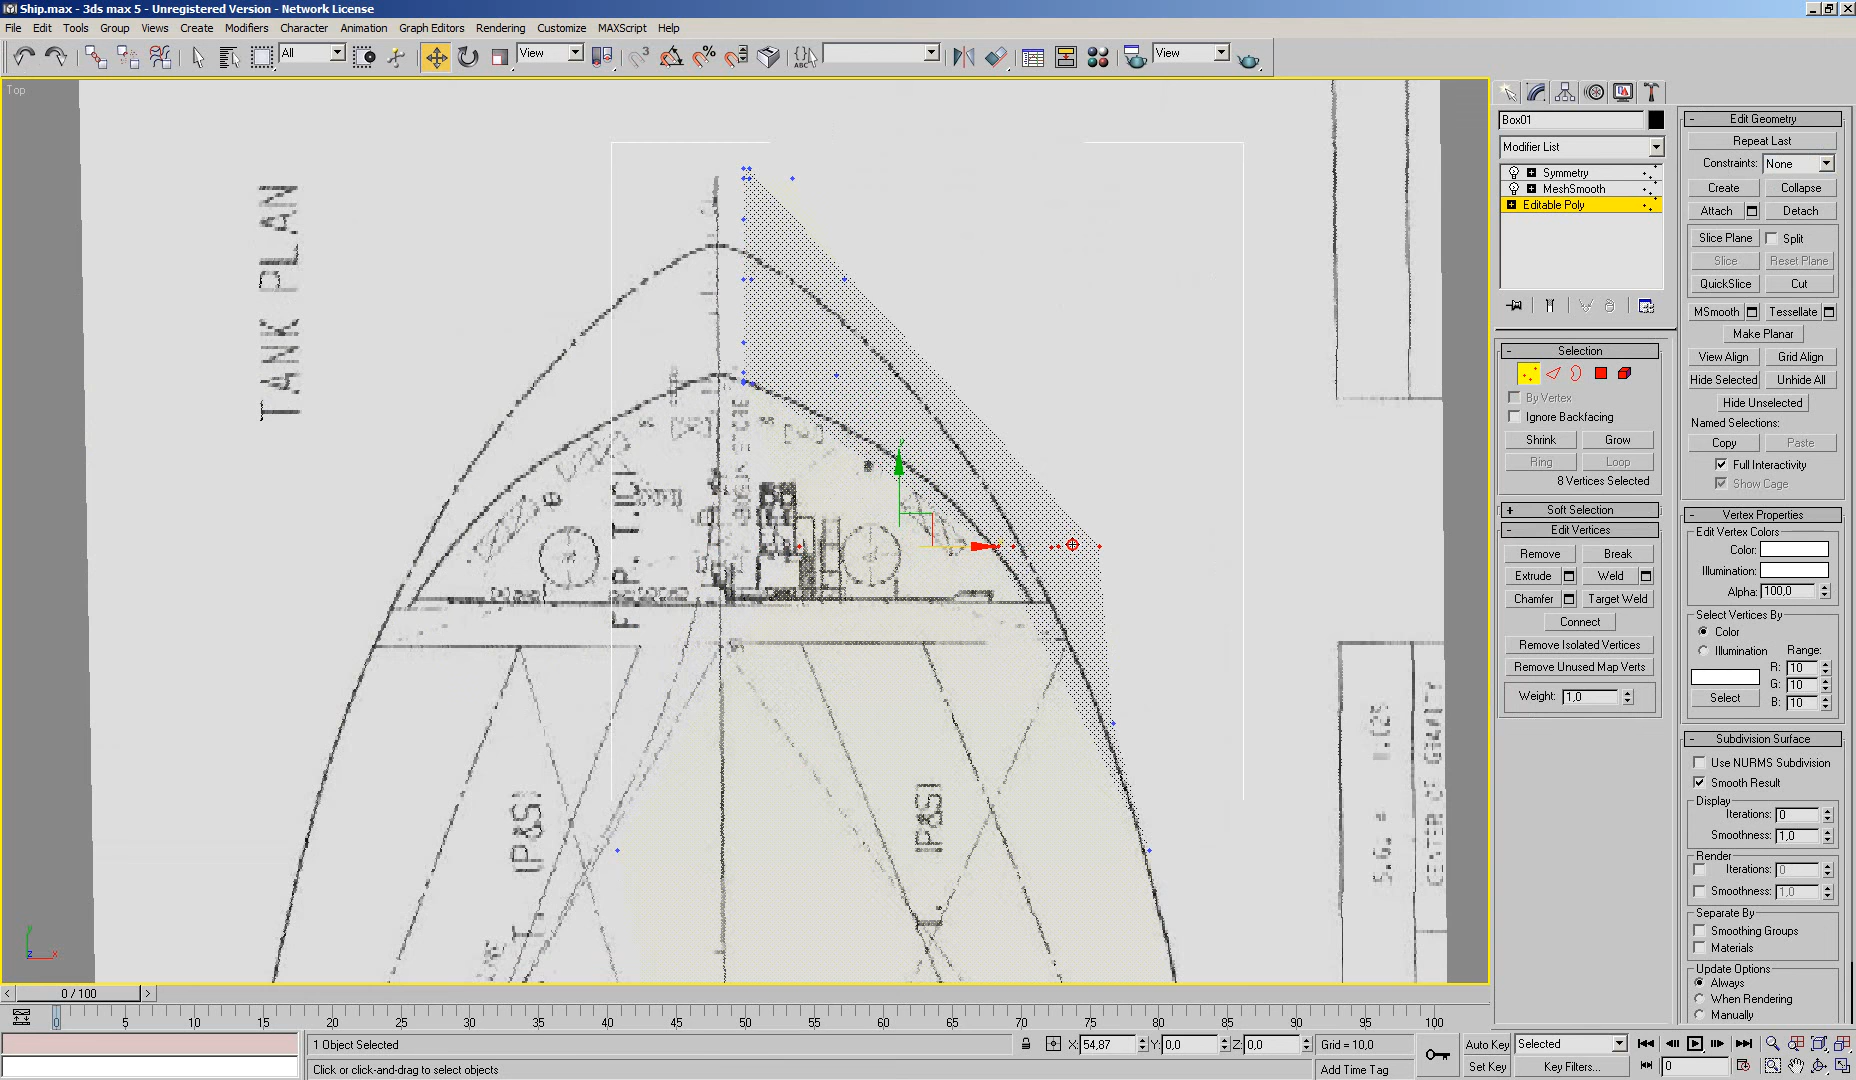 Ship.max - 3ds max 5 - Unregistered Version - Network License
File Edit Tools Group Views Create Modifiers Character Animation Graph Editors Rendering Customize MAXScript Help
All
View
View
Top
TANK PLAN
(P&S)
(P&S)
CENTER OF GRAVITY
Box01
Modifier List
Symmetry
MeshSmooth
Editable Poly
Selection
By Vertex
Ignore Backfacing
Shrink Grow
Ring Loop
8 Vertices Selected
Soft Selection
Edit Vertices
Remove Break
Extrude Weld
Chamfer Target Weld
Connect
Remove Isolated Vertices
Remove Unused Map Verts
Weight: 1,0
Edit Geometry
Repeat Last
Constraints: None
Create Collapse
Attach Detach
Slice Plane Split
Slice Reset Plane
QuickSlice Cut
MSmooth Tessellate
Make Planar
View Align Grid Align
Hide Selected Unhide All
Hide Unselected
Named Selections:
Copy Paste
Full Interactivity
Show Cage
Vertex Properties
Edit Vertex Colors
Color:
Illumination:
Alpha: 100,0
Select Vertices By
Color
Illumination Range:
R: 10
G: 10
Select B: 10
Subdivision Surface
Use NURMS Subdivision
Smooth Result
Display
Iterations: 0
Smoothness: 1,0
Render
Iterations: 0
Smoothness: 1,0
Separate By
Smoothing Groups
Materials
Update Options
Always
When Rendering
Manually
0 / 100
0 5 10 15 20 25 30 35 40 45 50 55 60 65 70 75 80 85 90 95 100
1 Object Selected
X: 54,87 Y: 0,0 Z: 0,0
Grid = 10,0
Auto Key Selected
Click or click-and-drag to select objects
Add Time Tag
Set Key Key Filters...
0